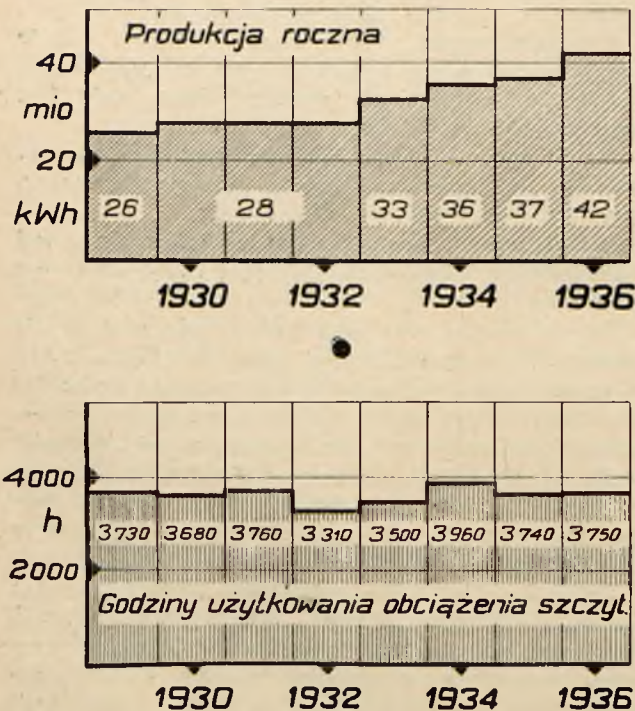 Produkcja roczna
40
mio
20
kWh
26 28 33 36 37 42
1930 1932 1934 1936
4000
h
3730 3680 3760 3310 3500 3960 3740 3750
2000
Godziny użytkowania obciążenia szczyt.
1930 1932 1934 1936